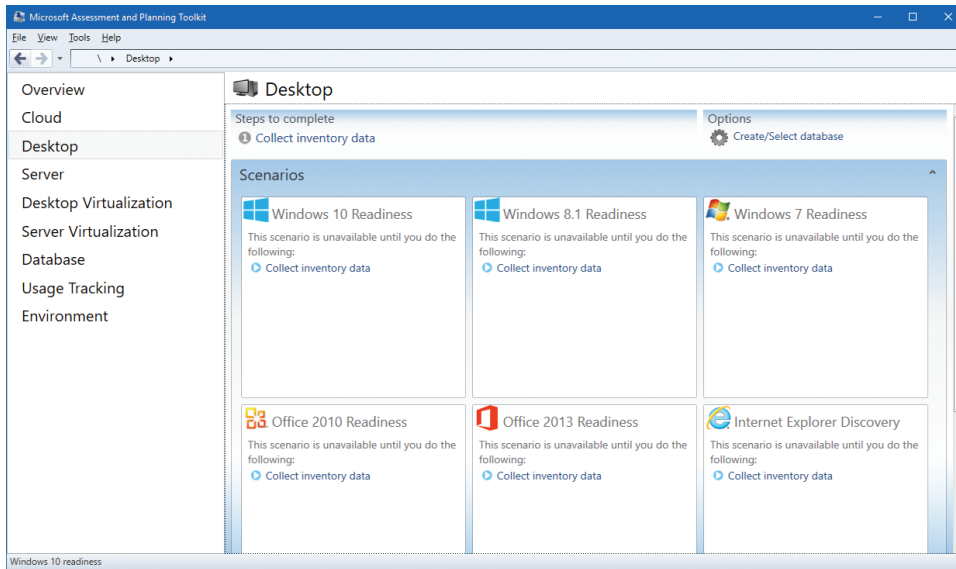 Microsoft Assessment and Planning Toolkit
File View Tools Help
\ Desktop
Overview
Cloud
Desktop
Server
Desktop Virtualization
Server Virtualization
Database
Usage Tracking
Environment
Desktop
Steps to complete
1 Collect inventory data
Options
Create/Select database
Scenarios
Windows 10 Readiness
This scenario is unavailable until you do the
following:
Collect inventory data
Windows 8.1 Readiness
This scenario is unavailable until you do the
following:
Collect inventory data
Windows 7 Readiness
This scenario is unavailable until you do the
following:
Collect inventory data
Office 2010 Readiness
This scenario is unavailable until you do the
following:
Collect inventory data
Office 2013 Readiness
This scenario is unavailable until you do the
following:
Collect inventory data
Internet Explorer Discovery
This scenario is unavailable until you do the
following:
Collect inventory data
Windows 10 readiness